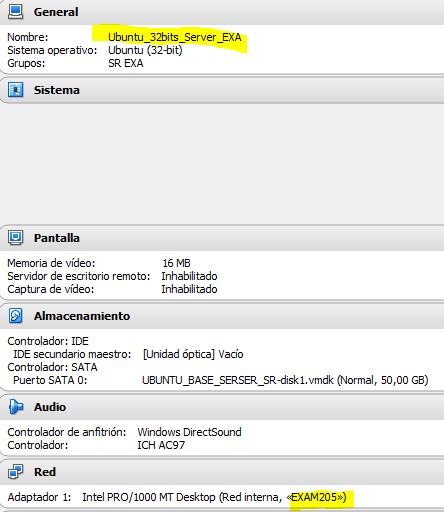 General
Nombre: Ubuntu_32bits_Server_EXA
Sistema operativo: Ubuntu (32-bit)
Grupos: SR EXA
Sistema
Pantalla
Memoria de vídeo: 16 MB
Servidor de escritorio remoto: Inhabilitado
Captura de vídeo: Inhabilitado
Almacenamiento
Controlador: IDE
IDE secundario maestro: [Unidad óptica] Vacío
Controlador: SATA
Puerto SATA 0: UBUNTU_BASE_SERSER_SR-disk1.vmdk (Normal, 50,00 GB)
Audio
Controlador de anfitrión: Windows DirectSound
Controlador: ICH AC97
Red
Adaptador 1: Intel PRO/1000 MT Desktop (Red interna, «EXAM205»)